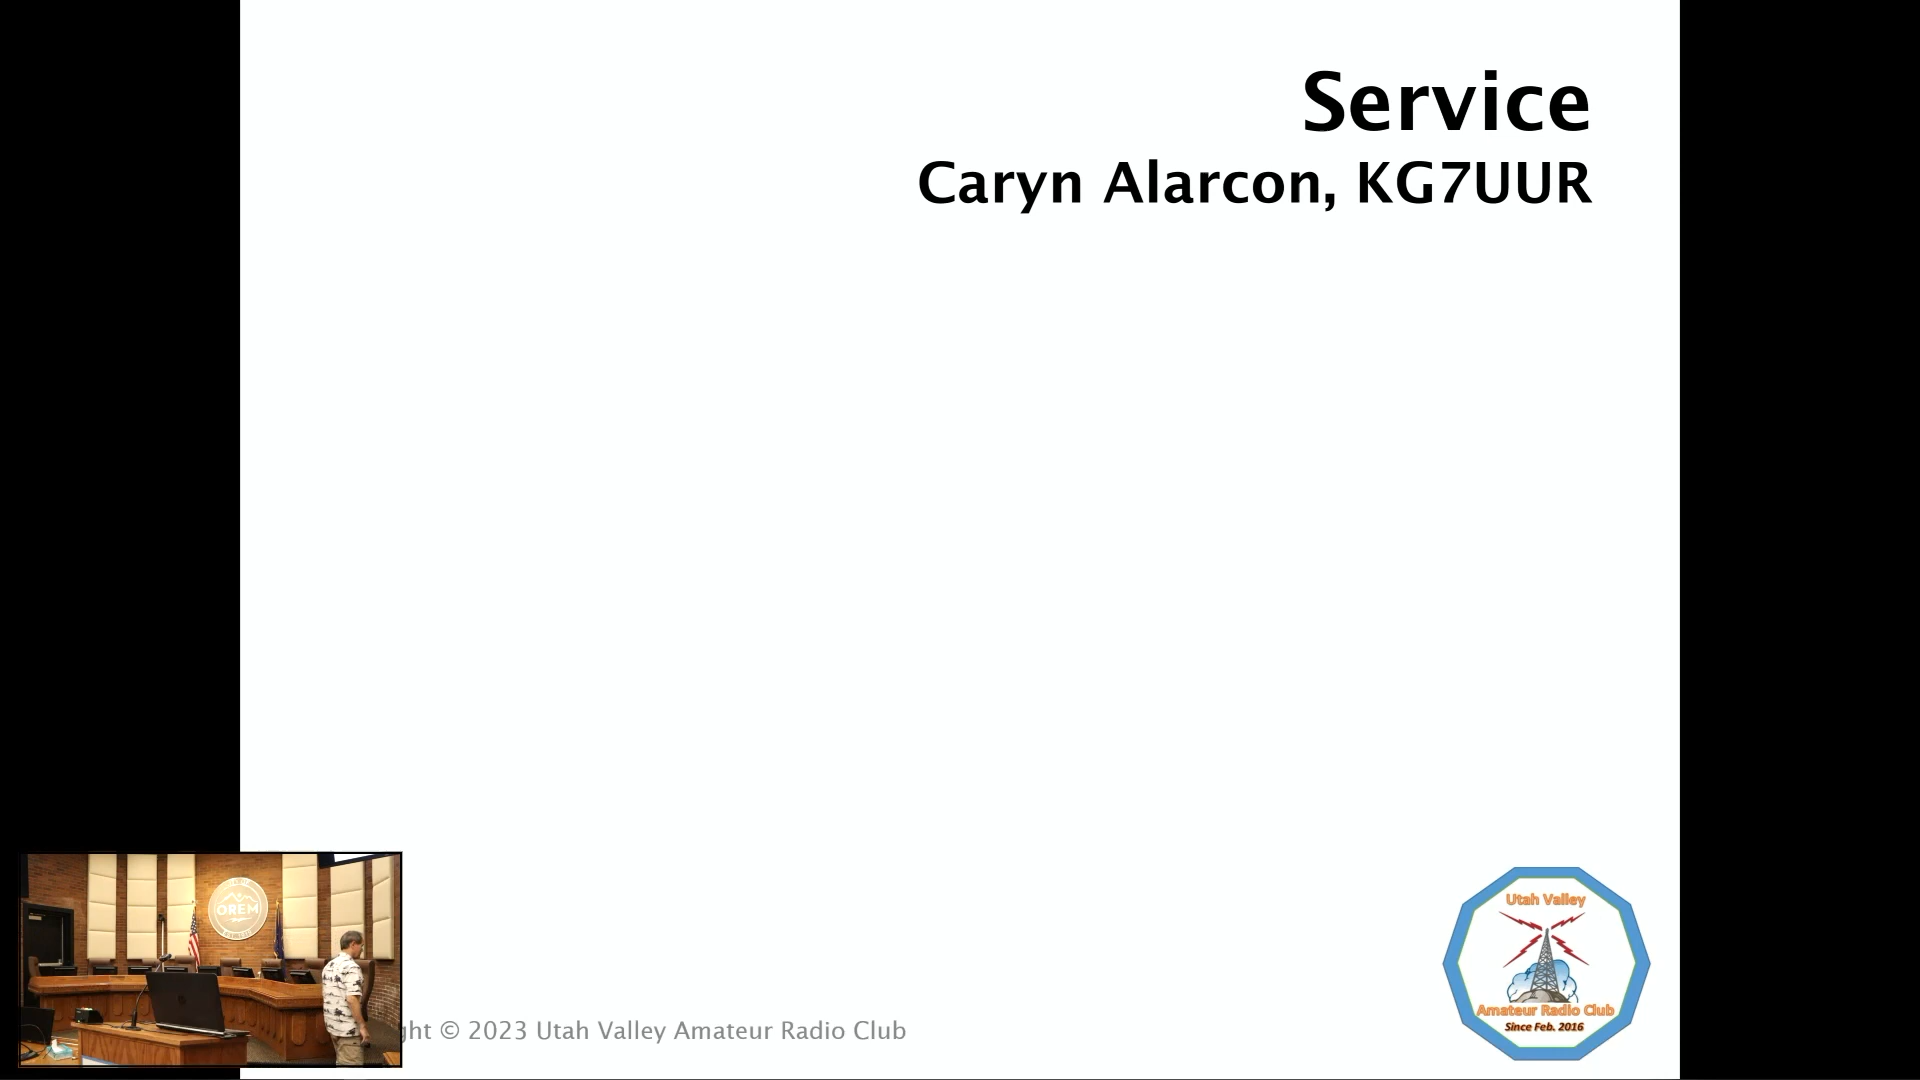 Service
Caryn Alarcon, KG7UUR
OREM
ght © 2023 Utah Valley Amateur Radio Club
Utah Valley
Amateur Radio Club
Since Feb. 2016